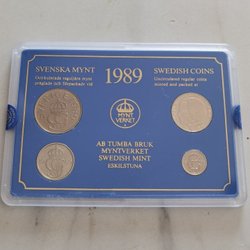 SVENSKA MYNT
Ocirkulerade reguljära mynt
präglade och förpackade vid
1989
SWEDISH COINS
Uncirculated regular coins
minted and packed at
MYNT
VERKET
AB TUMBA BRUK
MYNTVERKET
SWEDISH MINT
ESKILSTUNA